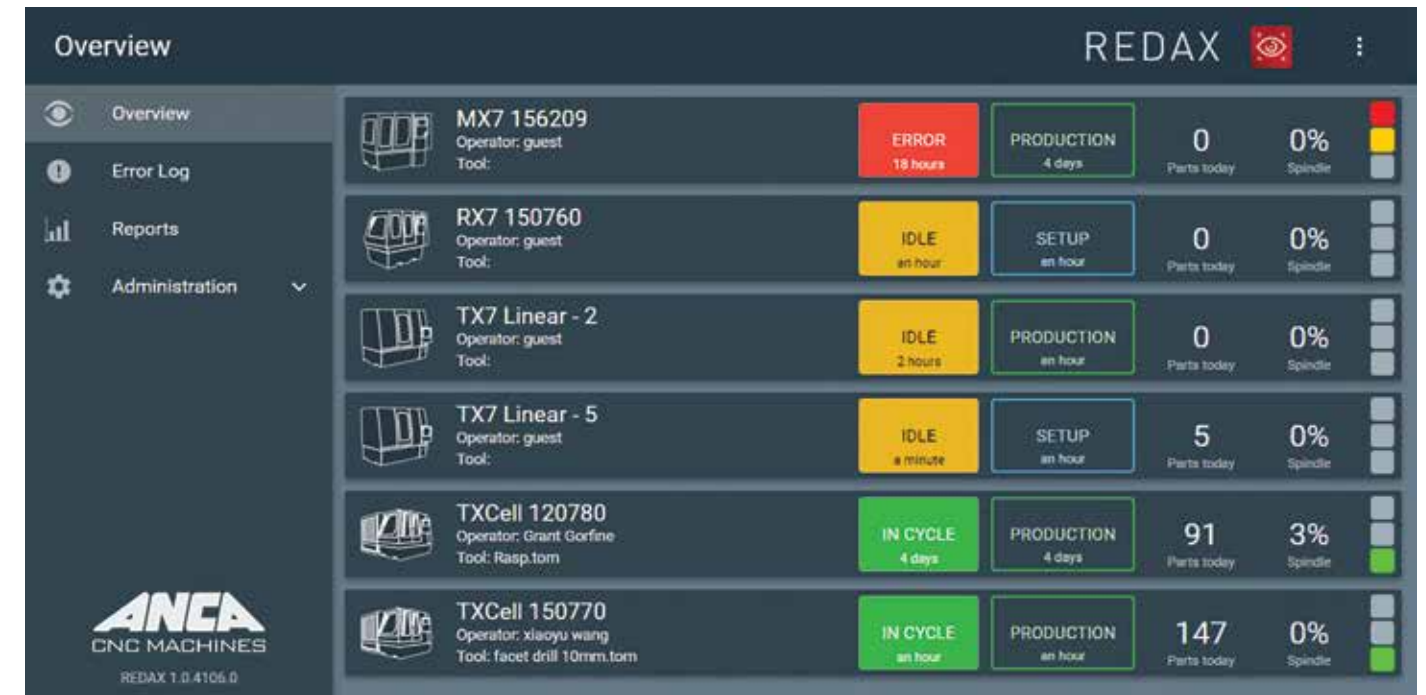 Overview
REDAX
Overview
Error Log
Reports
Administration
MX7 156209
Operator: guest
Tool:
ERROR
18 hours
PRODUCTION
4 days
0
Parts today
0%
Spindle
RX7 150760
Operator: guest
Tool:
IDLE
an hour
SETUP
an hour
0
Parts today
0%
Spindle
TX7 Linear - 2
Operator: guest
Tool:
IDLE
2 hours
PRODUCTION
an hour
0
Parts today
0%
Spindle
TX7 Linear - 5
Operator: guest
Tool:
IDLE
a minute
SETUP
an hour
5
Parts today
0%
Spindle
TXCell 120780
Operator: Grant Gorfine
Tool: Rasp.tom
IN CYCLE
4 days
PRODUCTION
4 days
91
Parts today
3%
Spindle
TXCell 150770
Operator: xiaoyu wang
Tool: facet drill 10mm.tom
IN CYCLE
an hour
PRODUCTION
an hour
147
Parts today
0%
Spindle
ANCA
CNC MACHINES
REDAX 1.0.4106.0